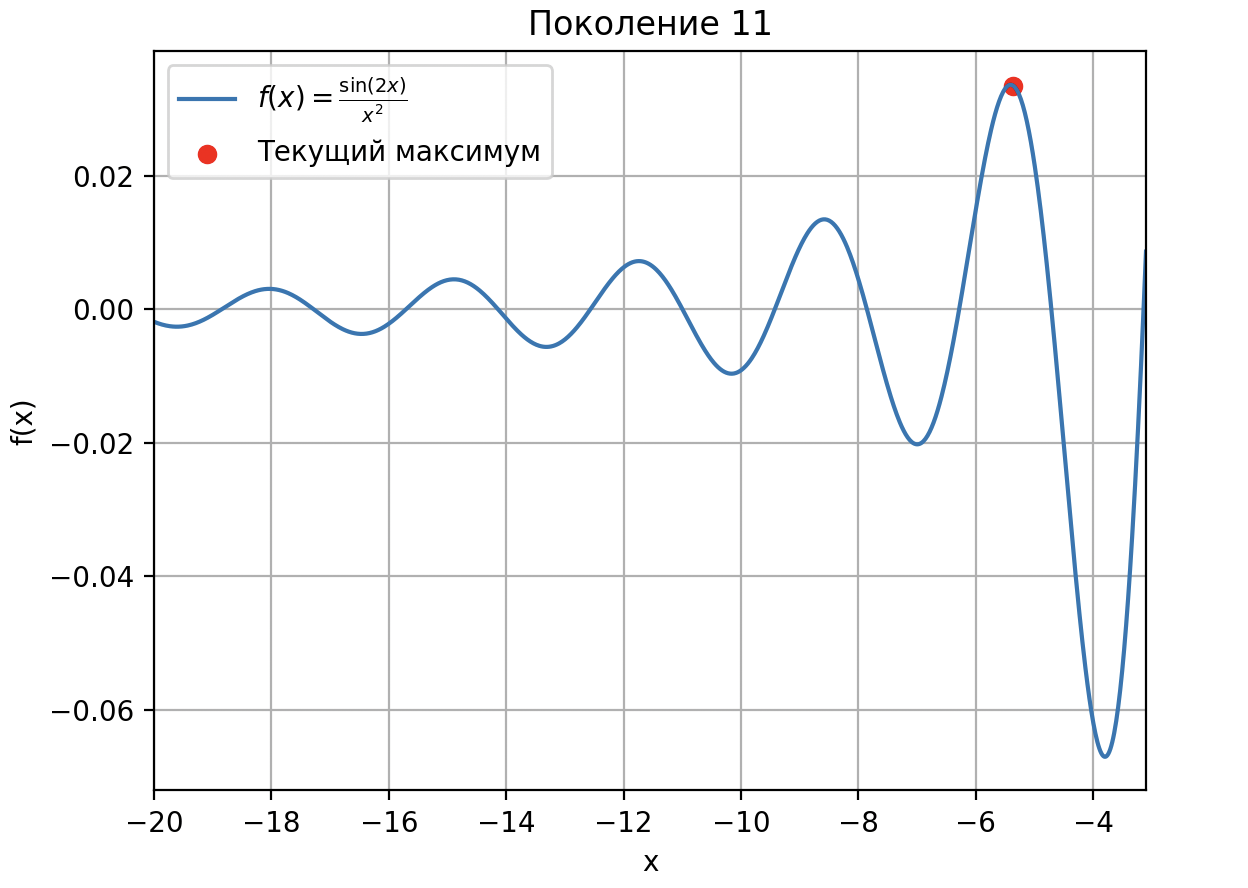 Поколение 11
f(x) = sin(2x)/x²
Текущий максимум
0.02
0.00
−0.02
−0.04
−0.06
f(x)
−20 −18 −16 −14 −12 −10 −8 −6 −4
x